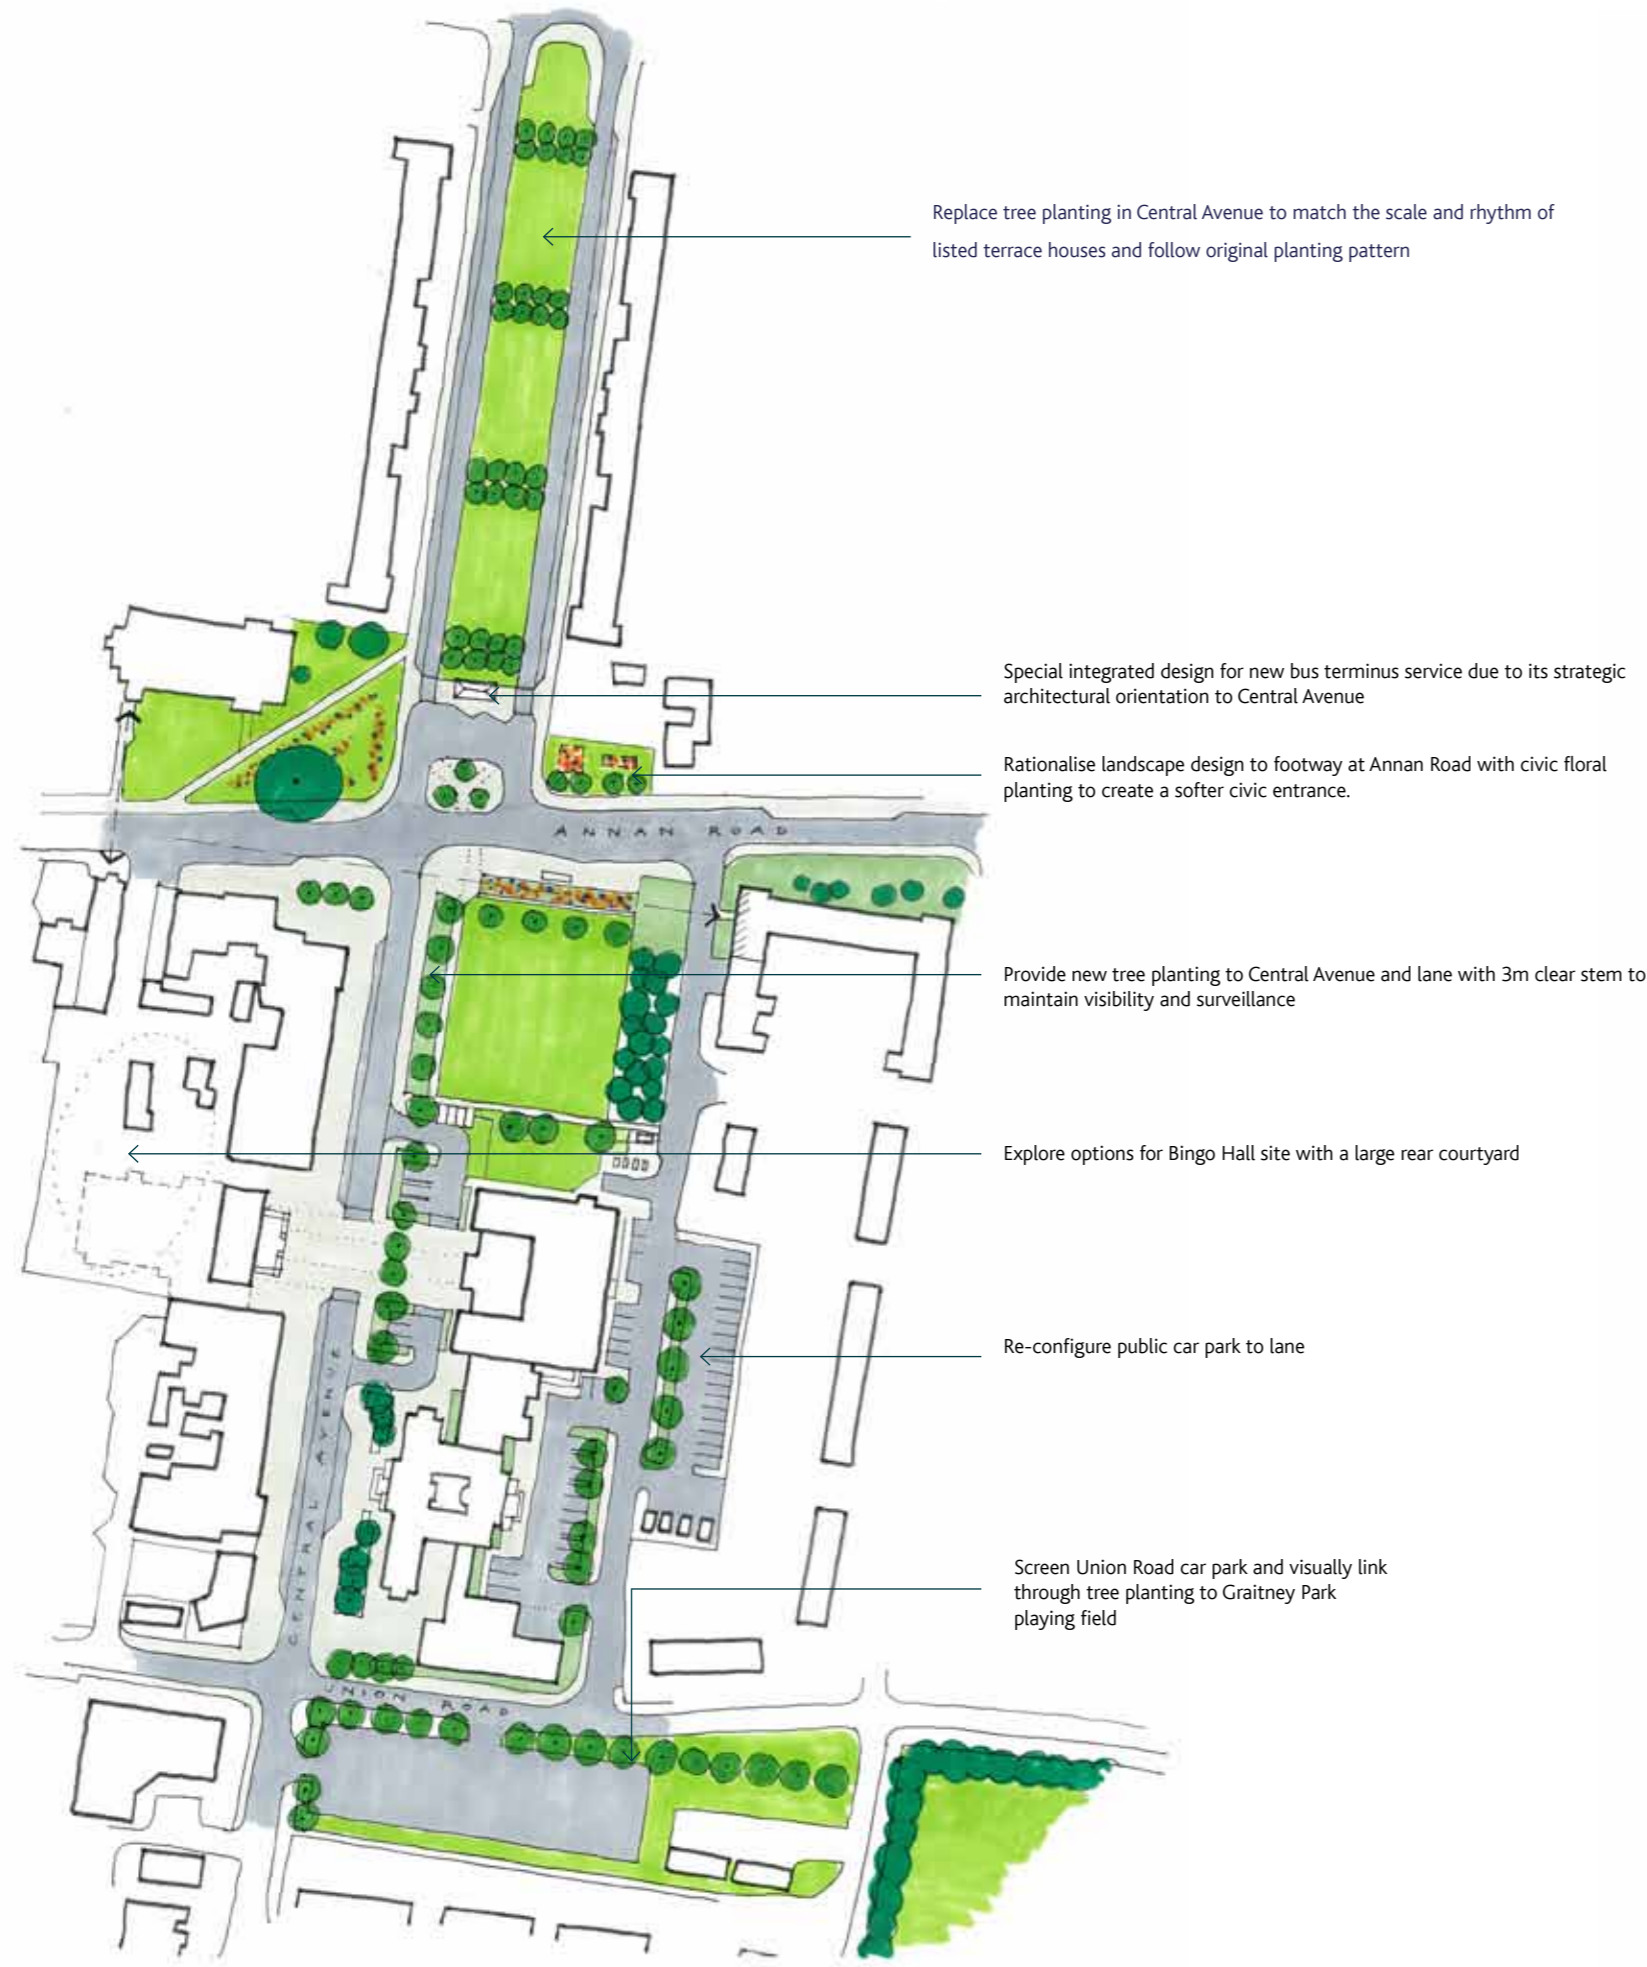 Replace tree planting in Central Avenue to match the scale and rhythm of
listed terrace houses and follow original planting pattern
Special integrated design for new bus terminus service due to its strategic
architectural orientation to Central Avenue
Rationalise landscape design to footway at Annan Road with civic floral
planting to create a softer civic entrance.
ANNAN ROAD
Provide new tree planting to Central Avenue and lane with 3m clear stem to
maintain visibility and surveillance
Explore options for Bingo Hall site with a large rear courtyard
Re-configure public car park to lane
CENTRAL AVENUE
Screen Union Road car park and visually link
through tree planting to Graitney Park
playing field
UNION ROAD